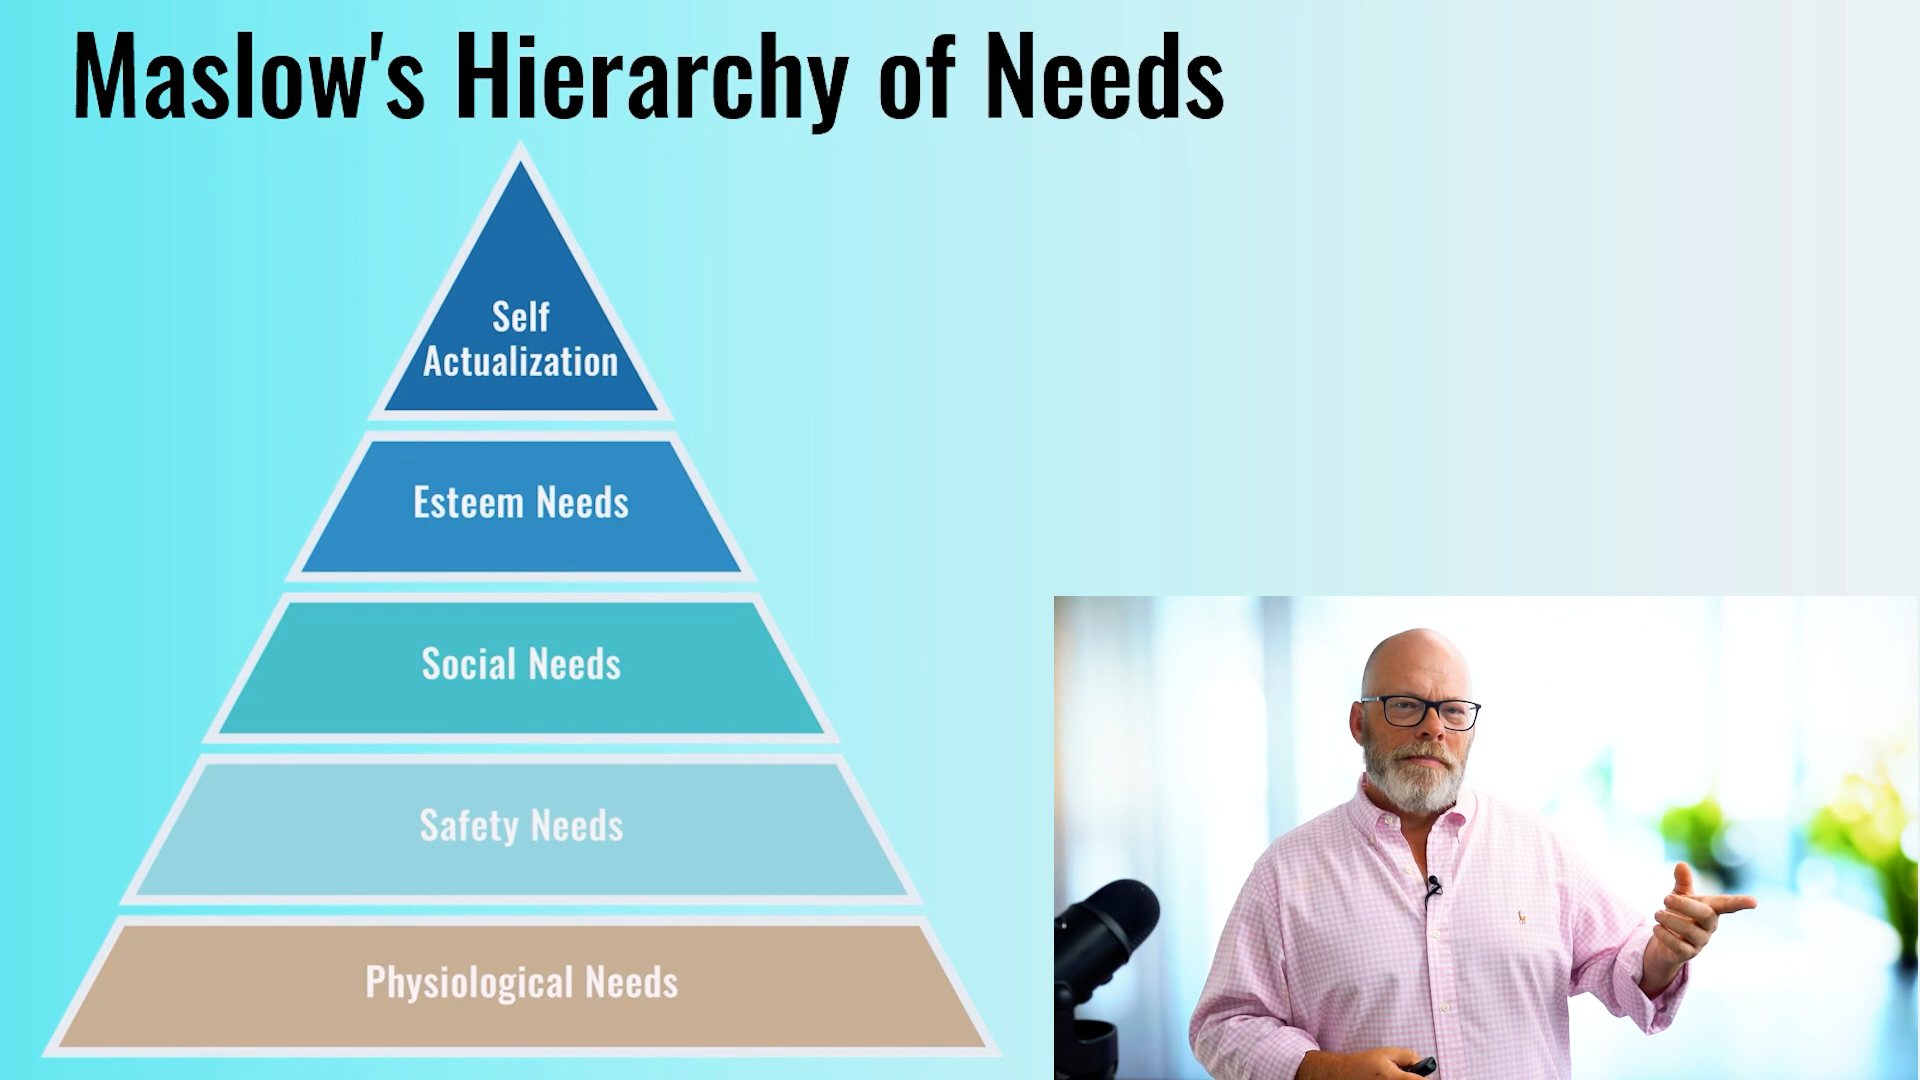 Maslow's Hierarchy of Needs
Self
Actualization
Esteem Needs
Social Needs
Safety Needs
Physiological Needs